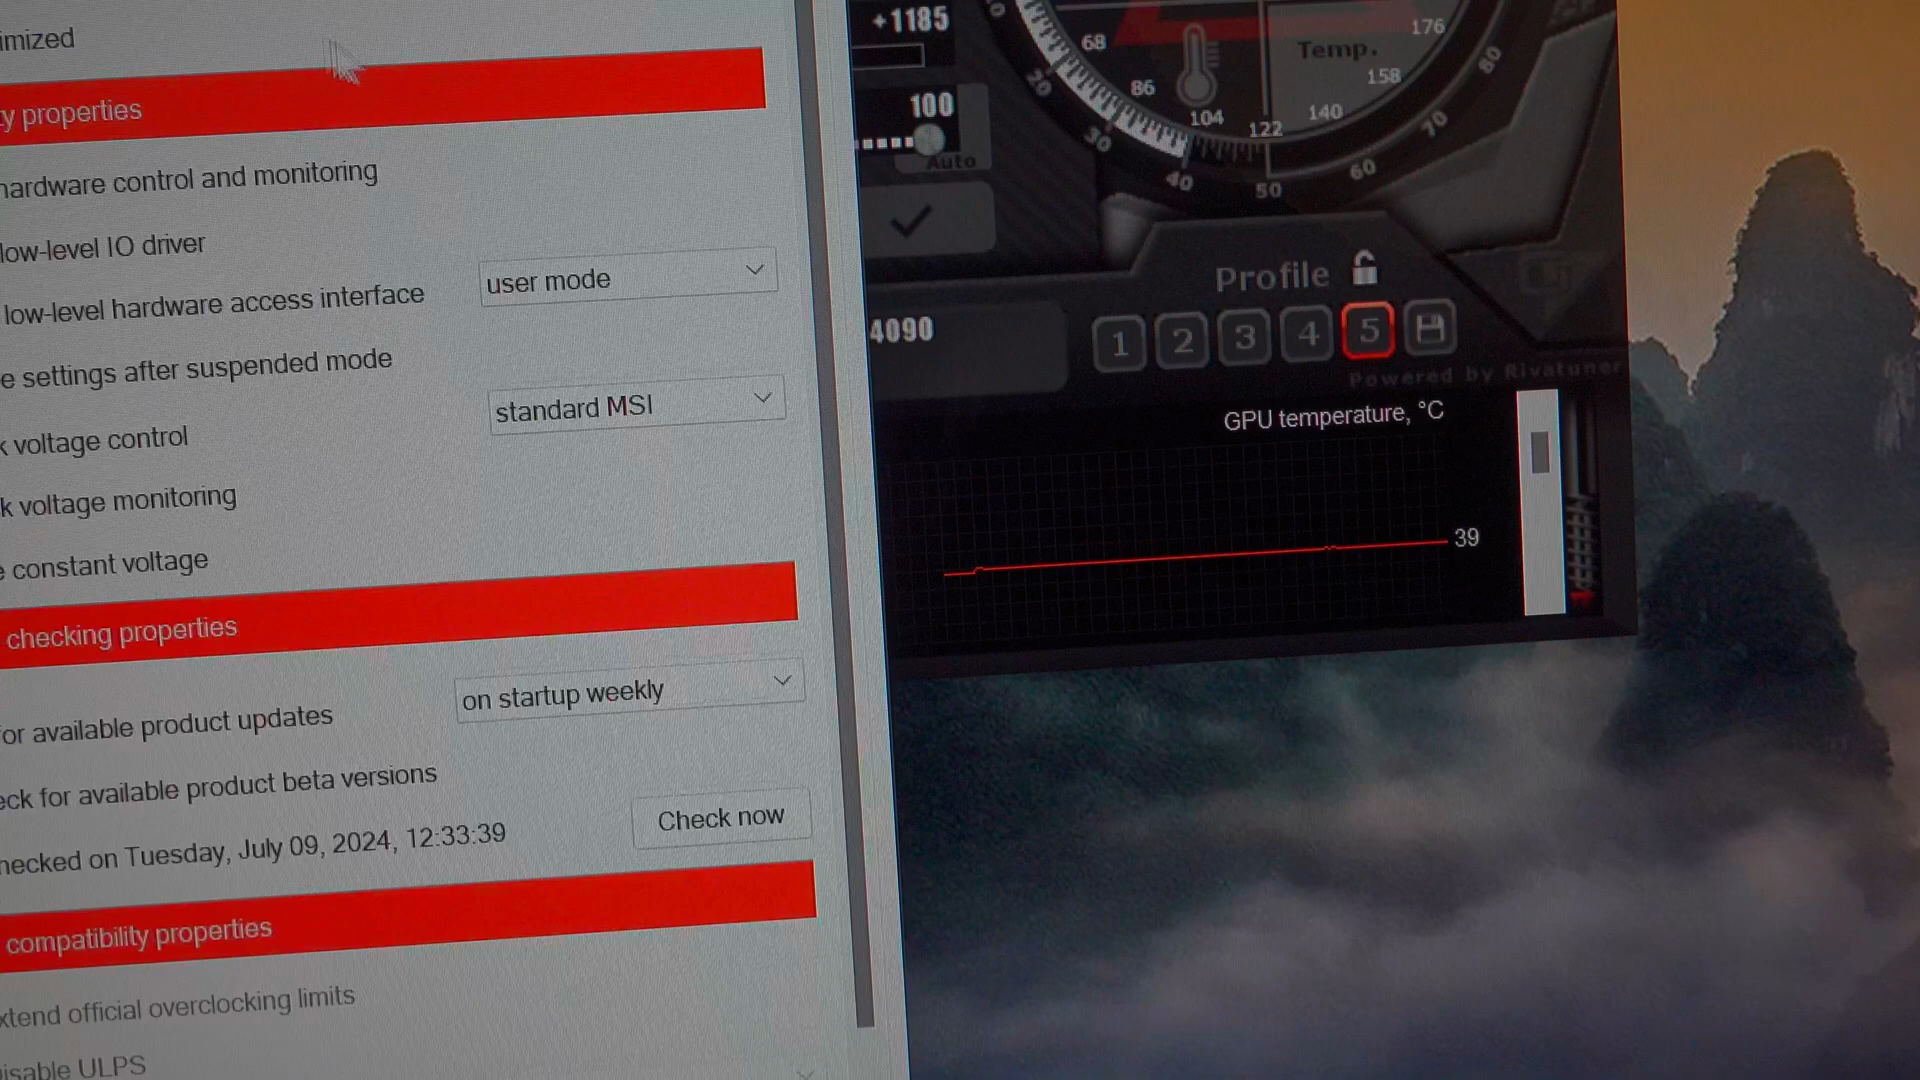 imized
y properties
hardware control and monitoring
low-level IO driver
low-level hardware access interface
user mode
e settings after suspended mode
k voltage control
standard MSI
k voltage monitoring
e constant voltage
checking properties
for available product updates
on startup weekly
eck for available product beta versions
hecked on Tuesday, July 09, 2024, 12:33:39
Check now
compatibility properties
xtend official overclocking limits
isable ULPS
+1185
100
Auto
68
86
104
122
140
158
176
Temp.
20
30
40
50
60
70
80
Profile
4090
1 2 3 4 5
Powered by Rivatuner
GPU temperature, °C
39